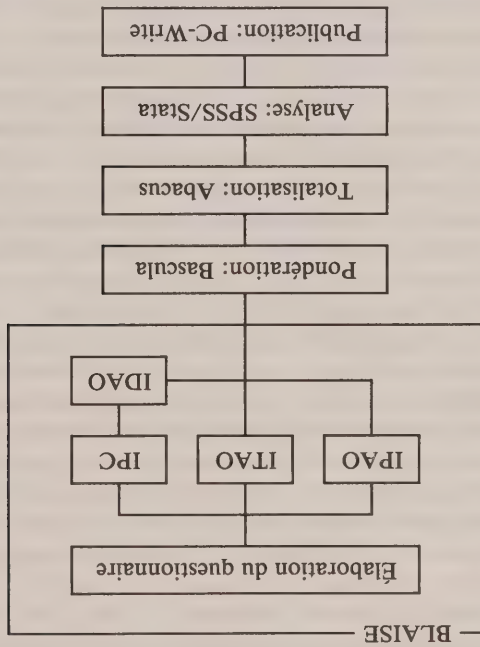 BLAISE
Élaboration du questionnaire
IPAO ITAO IPC
IDAO
Pondération: Bascula
Totalisation: Abacus
Analyse: SPSS/Stata
Publication: PC-Write